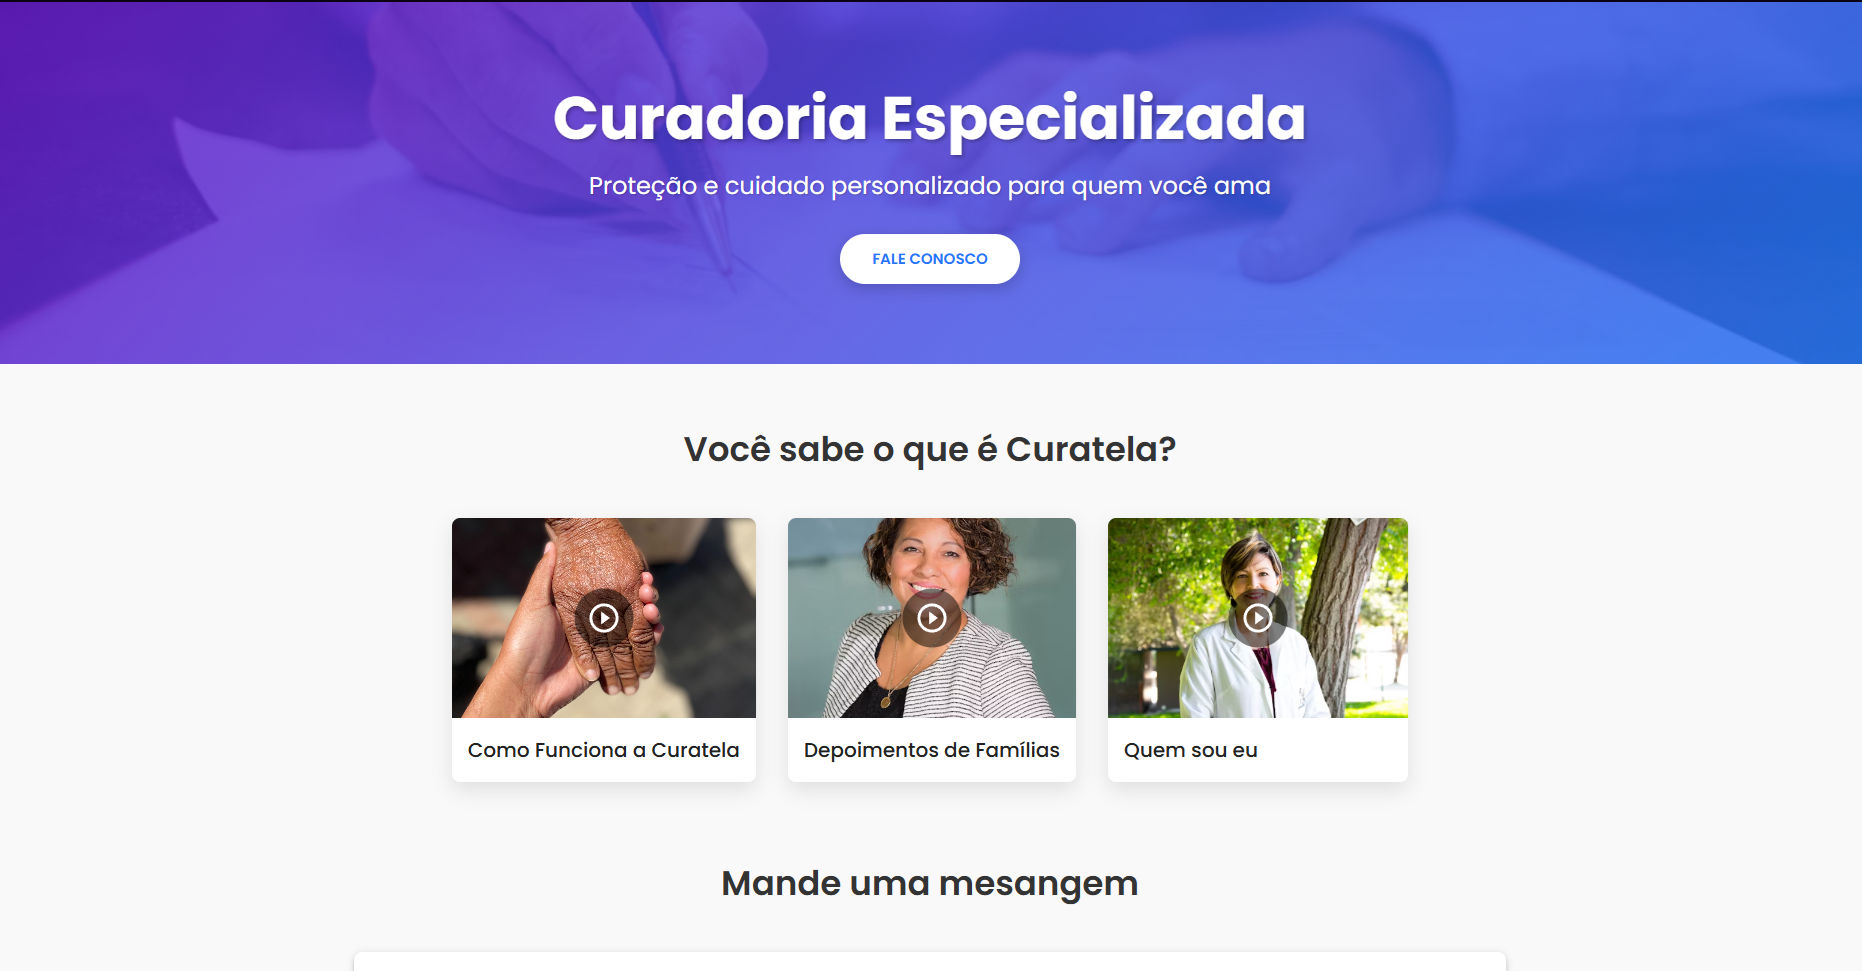 Curadoria Especializada
Proteção e cuidado personalizado para quem você ama
FALE CONOSCO
Você sabe o que é Curatela?
Como Funciona a Curatela
Depoimentos de Famílias
Quem sou eu
Mande uma mesangem